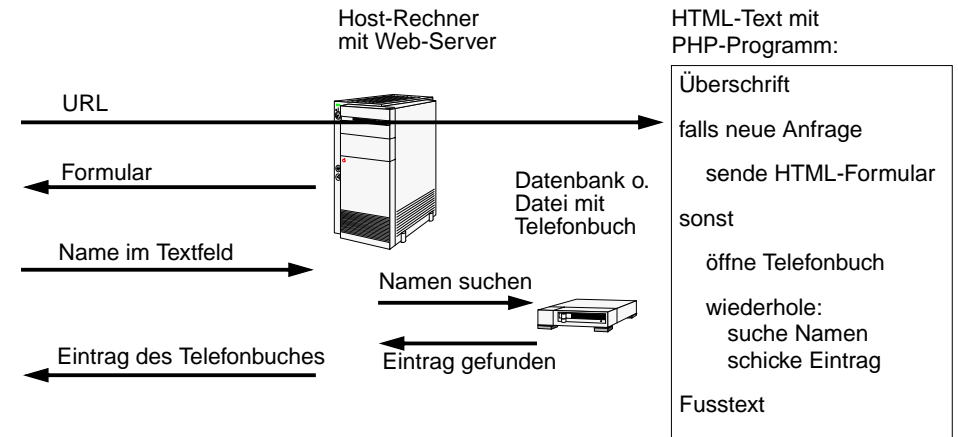 Host-Rechner
mit Web-Server
HTML-Text mit
PHP-Programm:
URL
Formular
Name im Textfeld
Datenbank o.
Datei mit
Telefonbuch
Namen suchen
Eintrag gefunden
Eintrag des Telefonbuches
Überschrift
falls neue Anfrage
sende HTML-Formular
sonst
öffne Telefonbuch
wiederhole:
suche Namen
schicke Eintrag
Fusstext